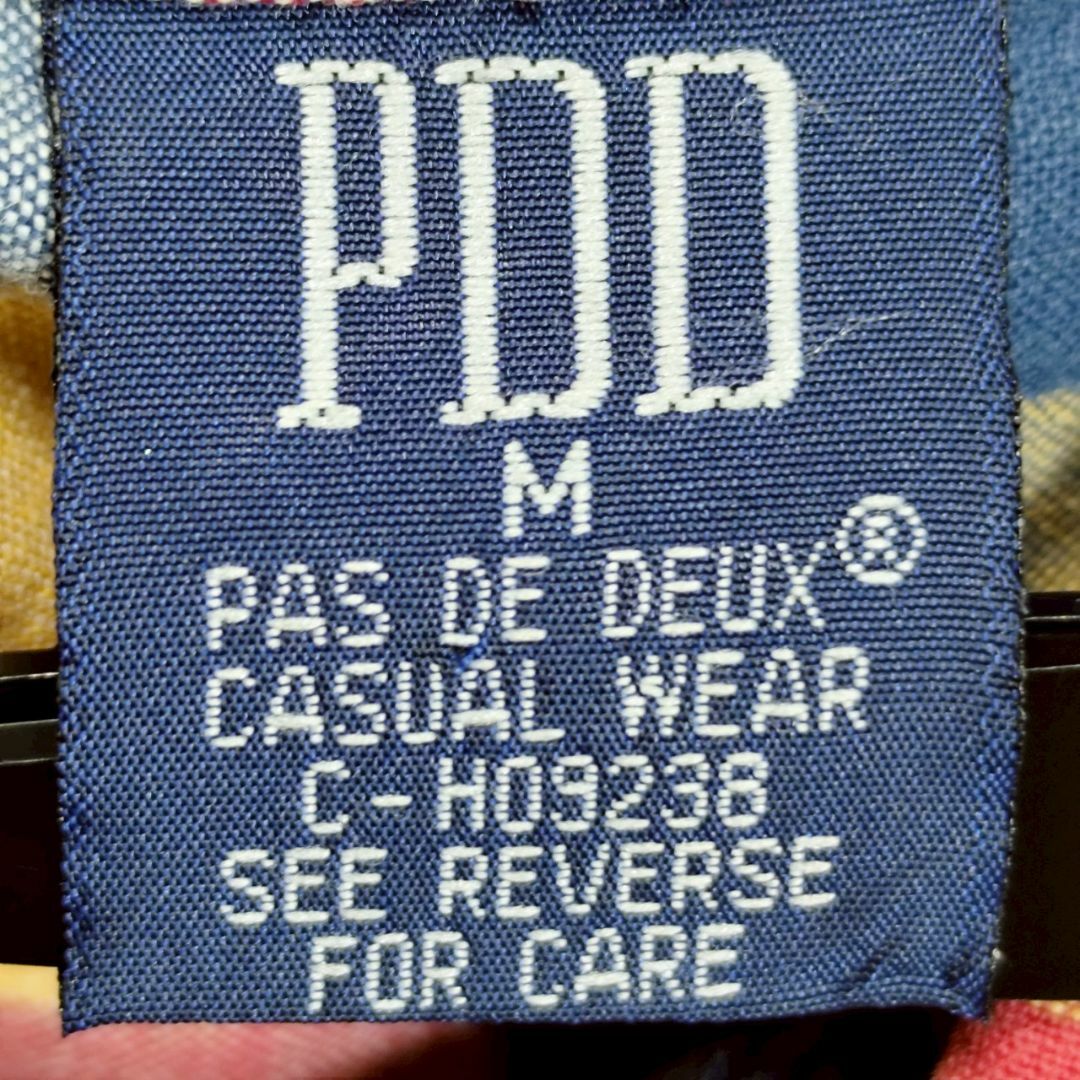 PDD
M
PAS DE DEUX®
CASUAL WEAR
C-H09238
SEE REVERSE
FOR CARE